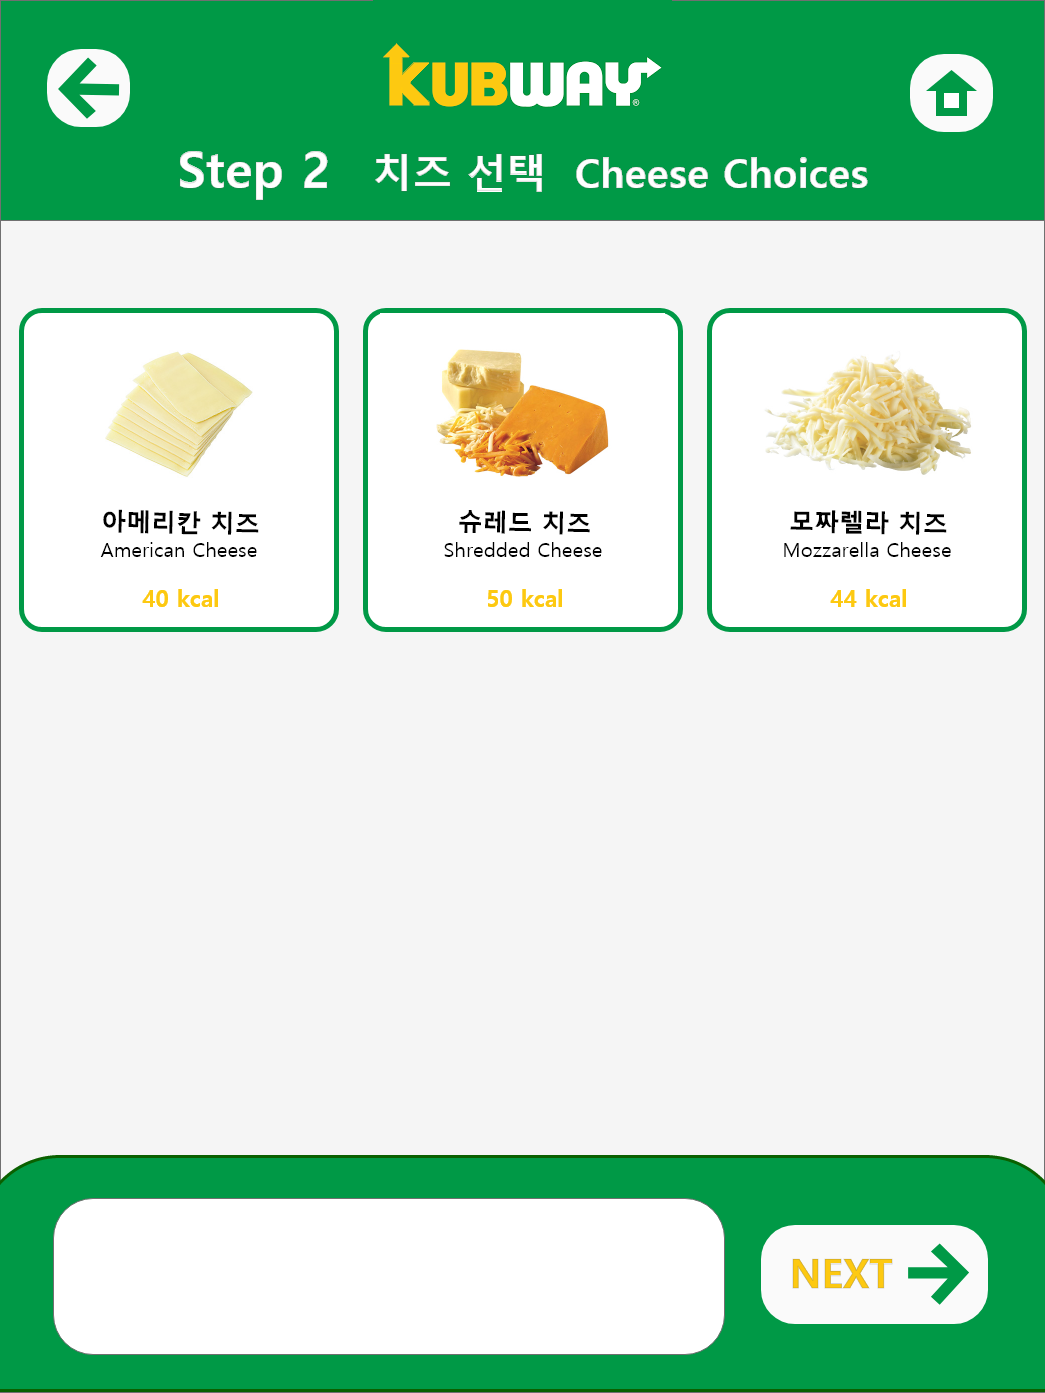 KUBWAY®
Step 2 치즈 선택 Cheese Choices
아메리칸 치즈
American Cheese
40 kcal
슈레드 치즈
Shredded Cheese
50 kcal
모짜렐라 치즈
Mozzarella Cheese
44 kcal
NEXT